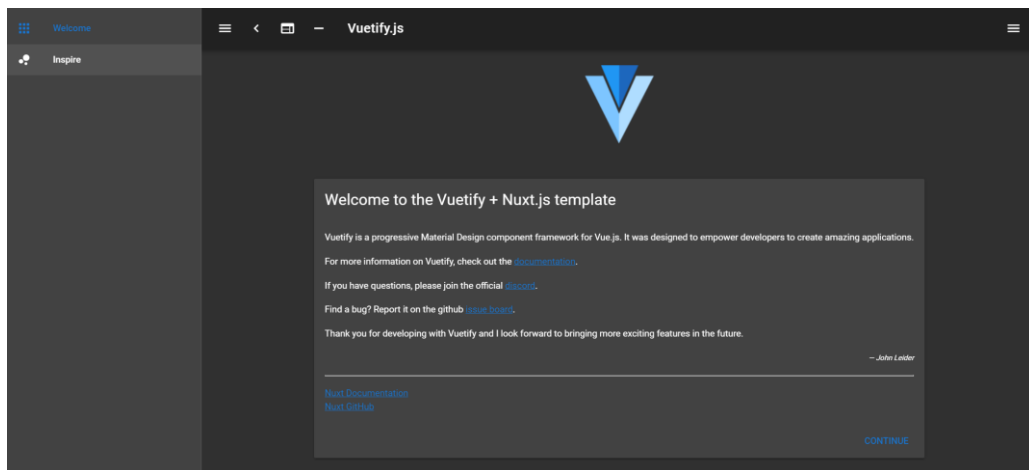 Welcome
Inspire
Vuetify.js
Welcome to the Vuetify + Nuxt.js template
Vuetify is a progressive Material Design component framework for Vue.js. It was designed to empower developers to create amazing applications.
For more information on Vuetify, check out the documentation.
If you have questions, please join the official discord.
Find a bug? Report it on the github issue board.
Thank you for developing with Vuetify and I look forward to bringing more exciting features in the future.
— John Leider
Nuxt Documentation
Nuxt GitHub
CONTINUE